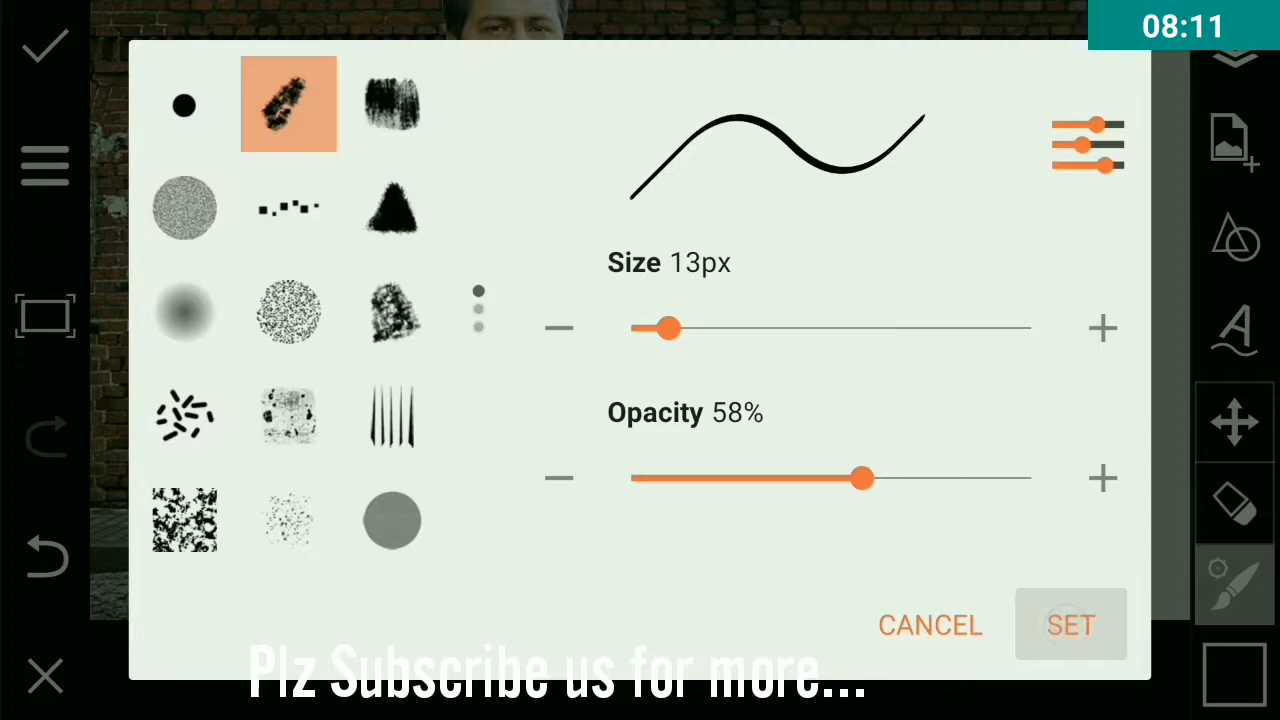 08:11
Size 13px
Opacity 58%
CANCEL SET
Plz Subscribe us for more...